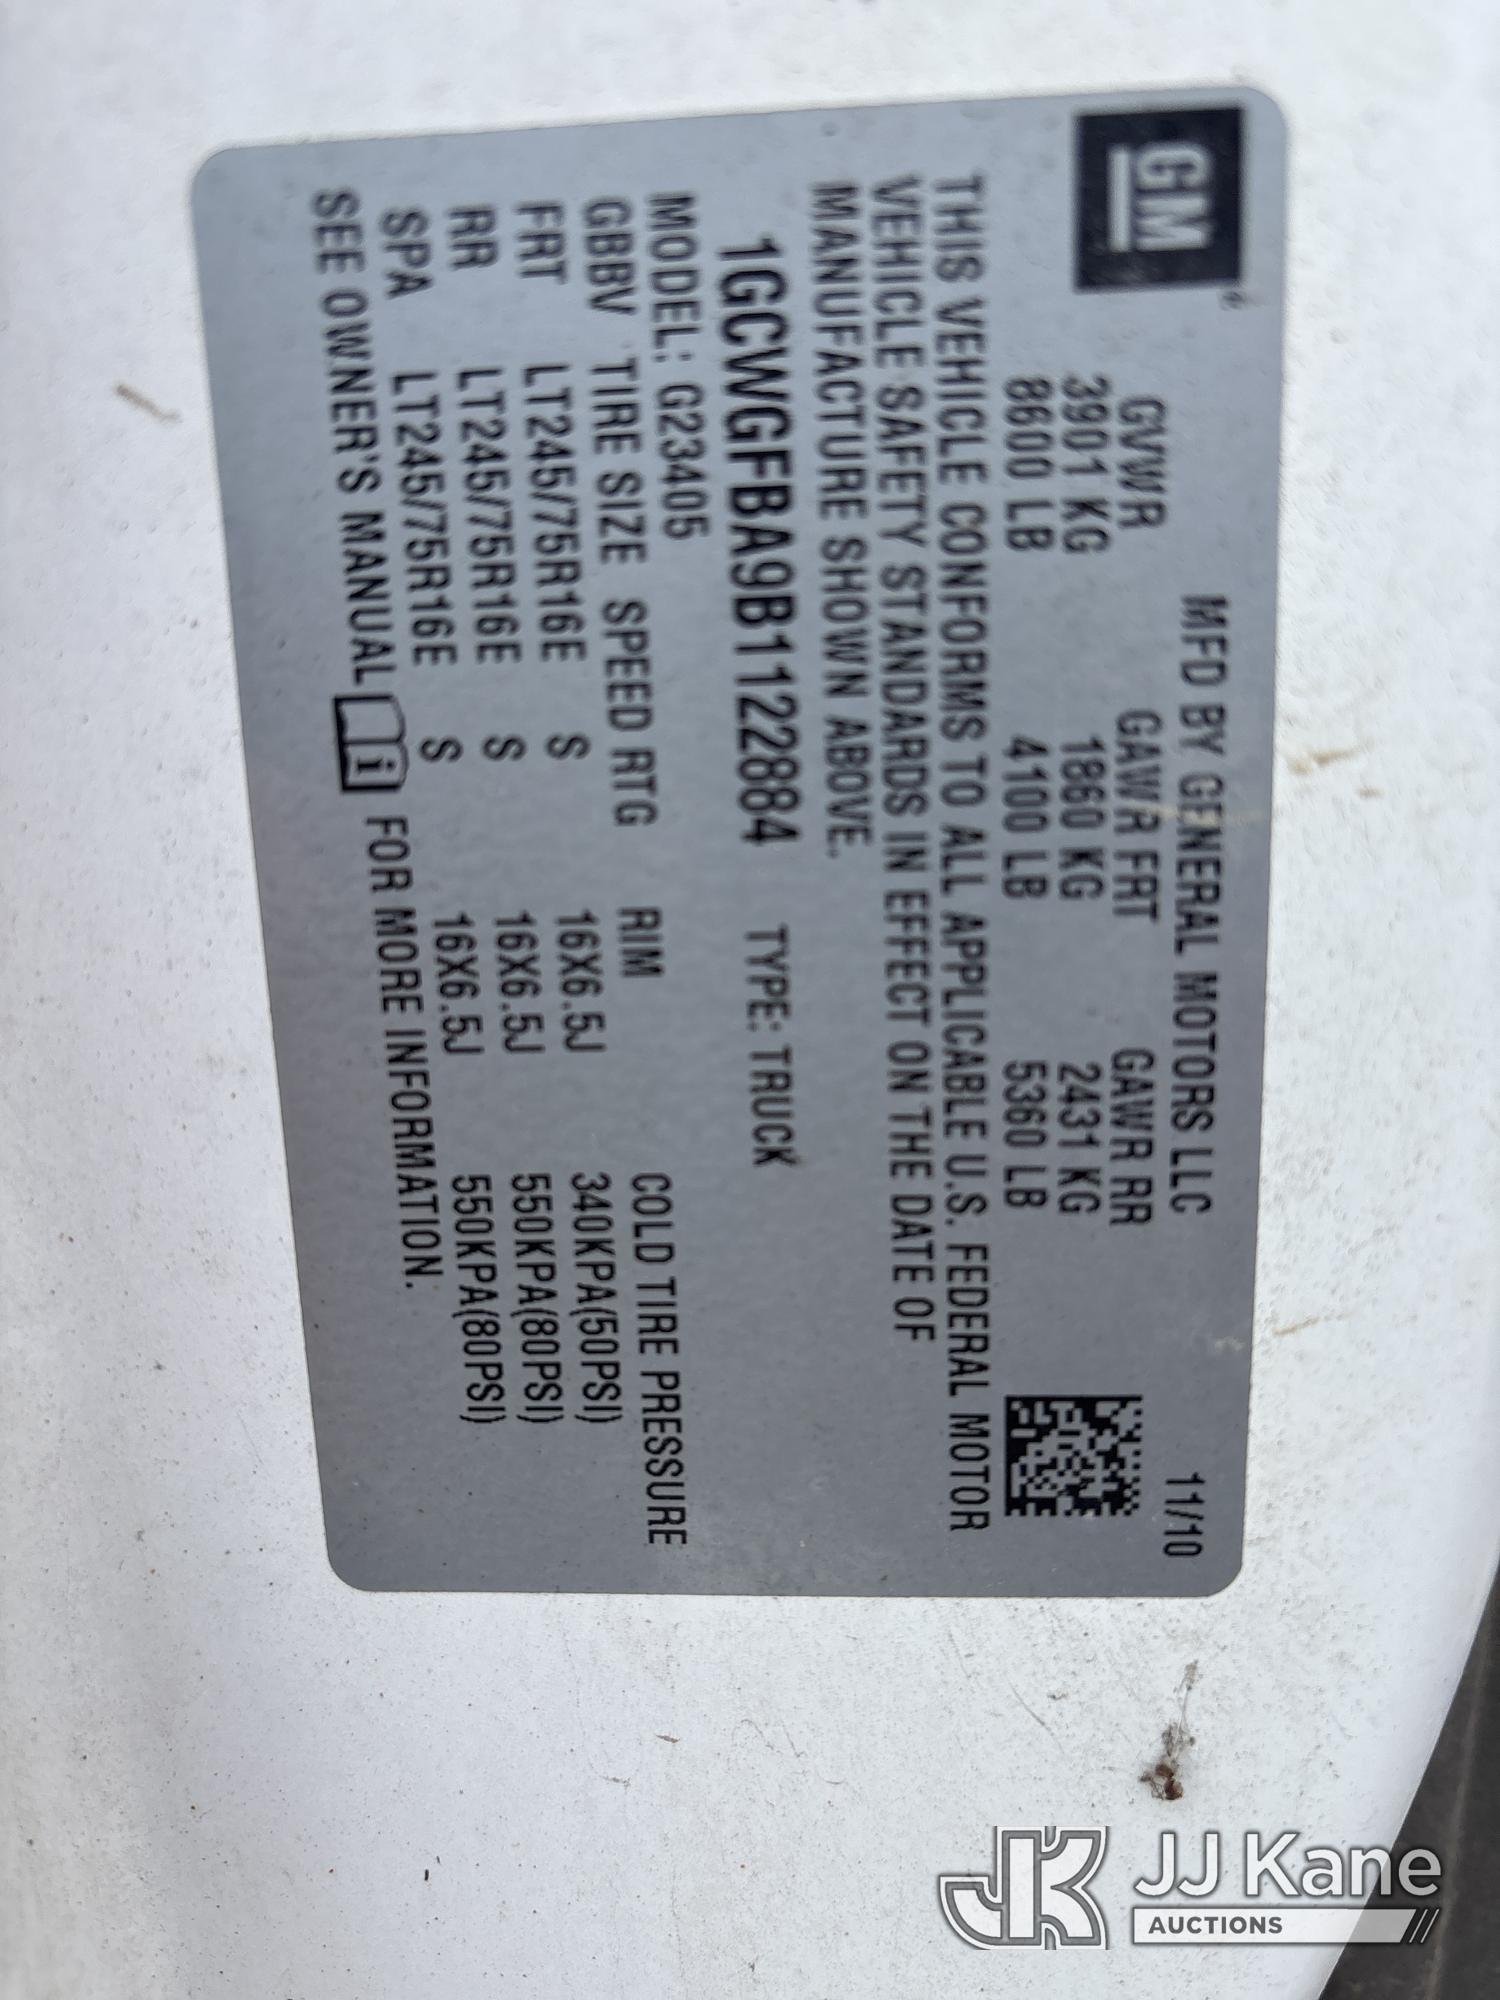 GM
MFD BY GENERAL MOTORS LLC 11/10
GVWR GAWR FRT GAWR RR
3901 KG 1860 KG 2431 KG
8600 LB 4100 LB 5360 LB
THIS VEHICLE CONFORMS TO ALL APPLICABLE U.S. FEDERAL MOTOR
VEHICLE SAFETY STANDARDS IN EFFECT ON THE DATE OF
MANUFACTURE SHOWN ABOVE.
1GCWGFBA9B1122884 TYPE: TRUCK
MODEL: G23405
GBBV TIRE SIZE SPEED RTG RIM COLD TIRE PRESSURE
FRT LT245/75R16E S 16X6.5J 340KPA(50PSI)
RR LT245/75R16E S 16X6.5J 550KPA(80PSI)
SPA LT245/75R16E S 16X6.5J 550KPA(80PSI)
SEE OWNER'S MANUAL i FOR MORE INFORMATION.
JK JJ Kane
AUCTIONS